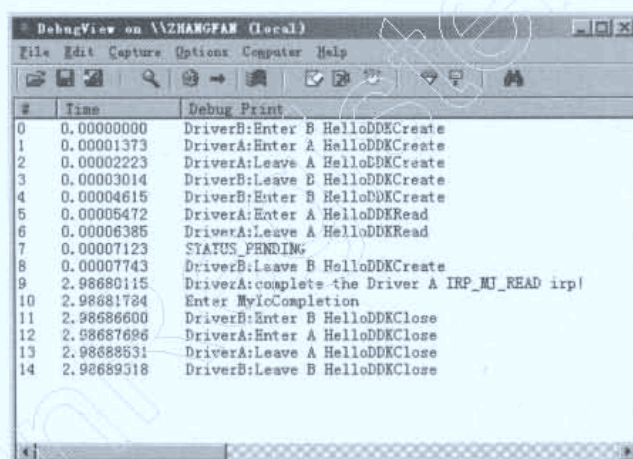 DebugView on \\ZHANGFAN (local)
File Edit Capture Options Computer Help
# Time Debug Print
0 0.00000000 DriverB:Enter B HelloDDKCreate
1 0.00001373 DriverA:Enter A HelloDDKCreate
2 0.00002223 DriverA:Leave A HelloDDKCreate
3 0.00003014 DriverB:Leave B HelloDDKCreate
4 0.00004615 DriverB:Enter B HelloDDKCreate
5 0.00005472 DriverA:Enter A HelloDDKRead
6 0.00006385 DriverA:Leave A HelloDDKRead
7 0.00007123 STATUS_PENDING
8 0.00007743 DriverB:Leave B HelloDDKCreate
9 2.98680115 DriverA:complete the Driver A IRP_MJ_READ irp!
10 2.98681784 Enter MyIoCompletion
11 2.98686600 DriverB:Enter B HelloDDKClose
12 2.98687696 DriverA:Enter A HelloDDKClose
13 2.98688531 DriverA:Leave A HelloDDKClose
14 2.98689318 DriverB:Leave B HelloDDKClose